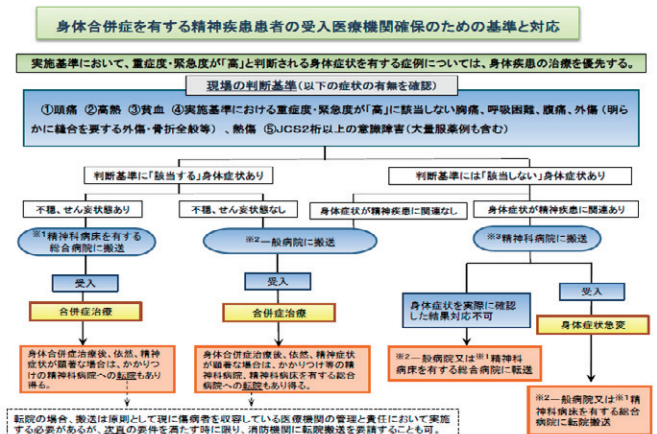 身体合併症を有する精神疾患患者の受入医療機関確保のための基準と対応
実施基準において、重症度・緊急度が「高」と判断される身体症状を有する症例については、身体疾患の治療を優先する。
現場の判断基準(以下の症状の有無を確認)
①頭痛 ②高熱 ③貧血 ④実施基準における重症度・緊急度が「高」に該当しない胸痛、呼吸困難、腹痛、外傷(明ら
かに縫合を要する外傷・骨折全般等)、熱傷 ⑤JCS2桁以上の意識障害(大量服薬例も含む)
判断基準に「該当する」身体症状あり
判断基準には「該当しない」身体症状あり
不穏、せん妄状態あり
不穏、せん妄状態なし
身体症状が精神疾患に関連なし
身体症状が精神疾患に関連あり
※1精神科病床を有する
総合病院に搬送
※2一般病院に搬送
※3精神科病院に搬送
受入
受入
身体症状を実際に確認
した結果対応不可
受入
合併症治療
合併症治療
身体症状急変
身体合併症治療後、依然、精神
症状が顕著な場合は、かかりつ
けの精神科病院への転院もあり
得る。
身体合併症治療後、依然、精神症状
が顕著な場合は、かかりつけ等の精
神科病院、精神科病床を有する総合
病院への転院もあり得る。
※2一般病院又は※1精神科
病床を有する総合病院に転送
※2一般病院又は※1精
神科病床を有する総合
病院に転院搬送
転院の場合、搬送は原則として現に傷病者を収容している医療機関の管理と責任において実施
する必要があるが、次頁の要件を満たす時に限り、消防機関に転院搬送を要請することも可。